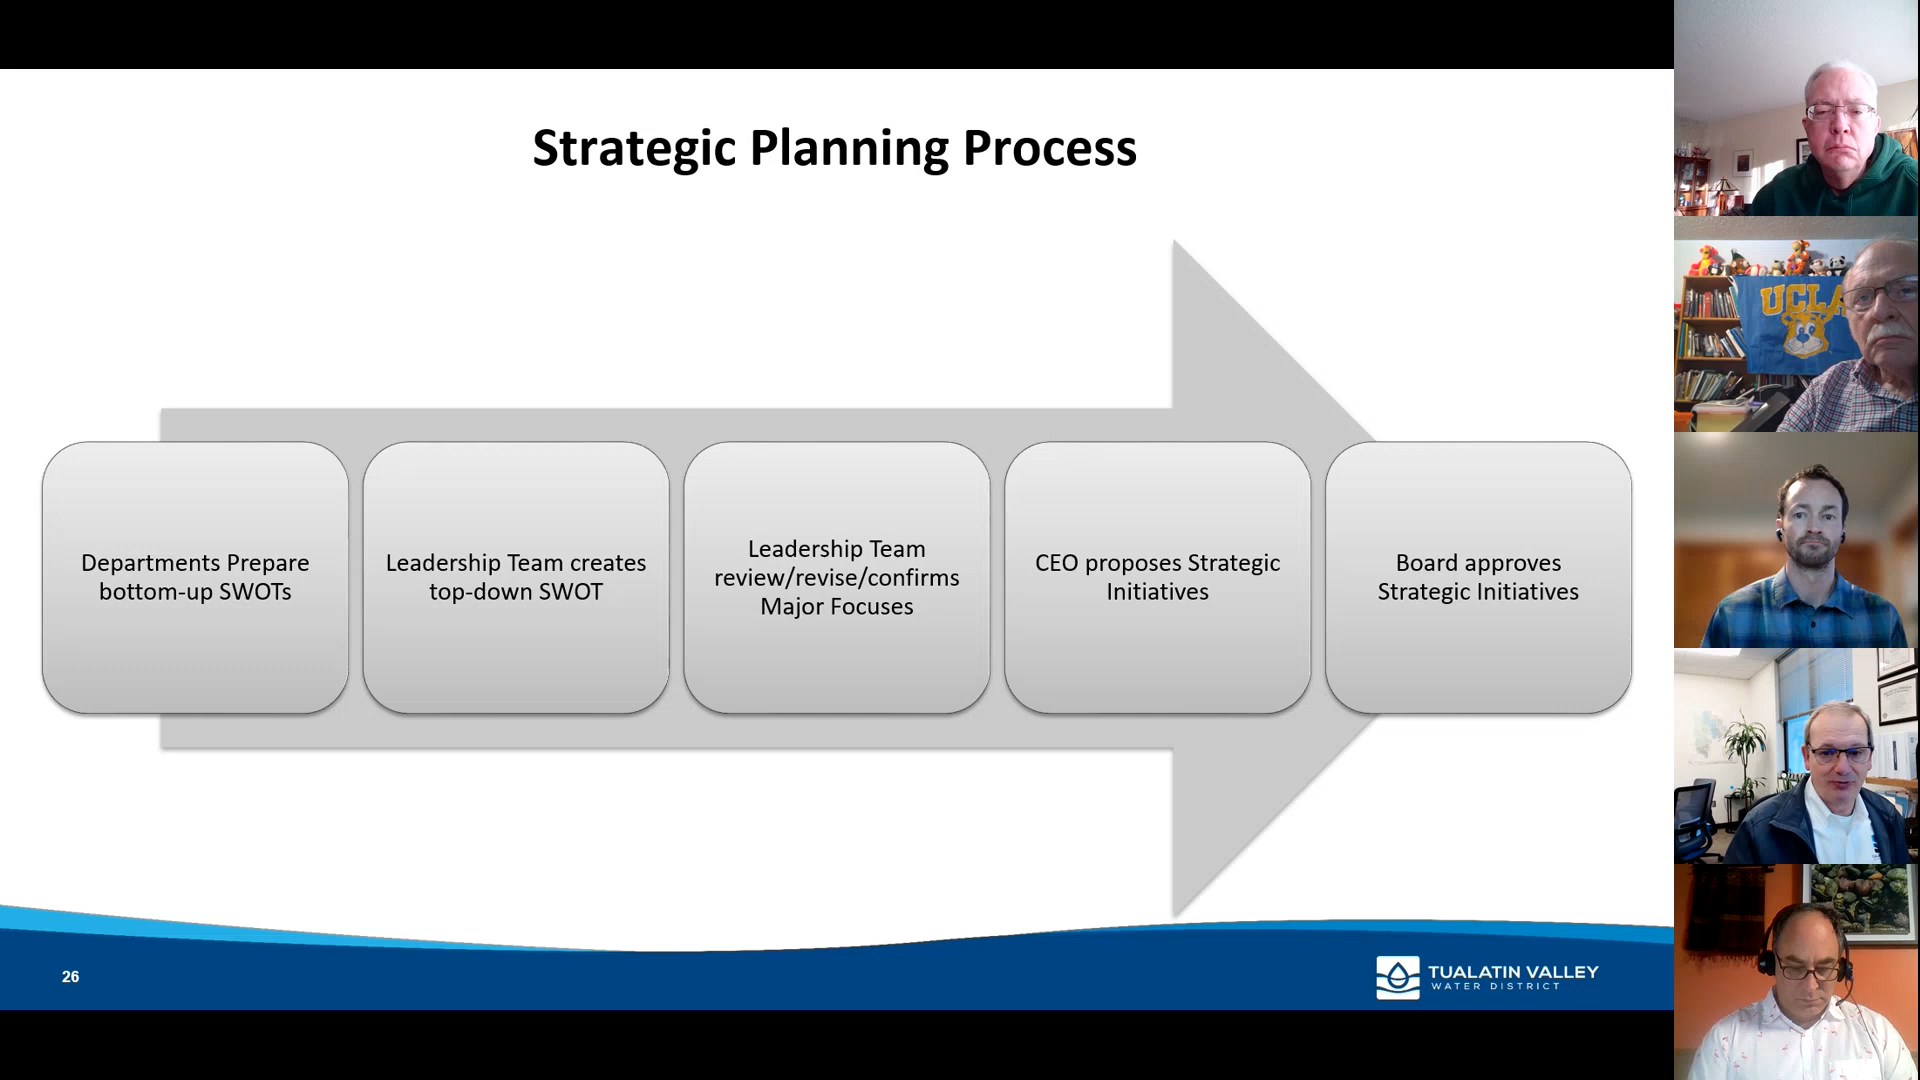 Strategic Planning Process
Departments Prepare
bottom-up SWOTs
Leadership Team creates
top-down SWOT
Leadership Team
review/revise/confirms
Major Focuses
CEO proposes Strategic
Initiatives
Board approves
Strategic Initiatives
26
TUALATIN VALLEY
WATER DISTRICT
UCLA